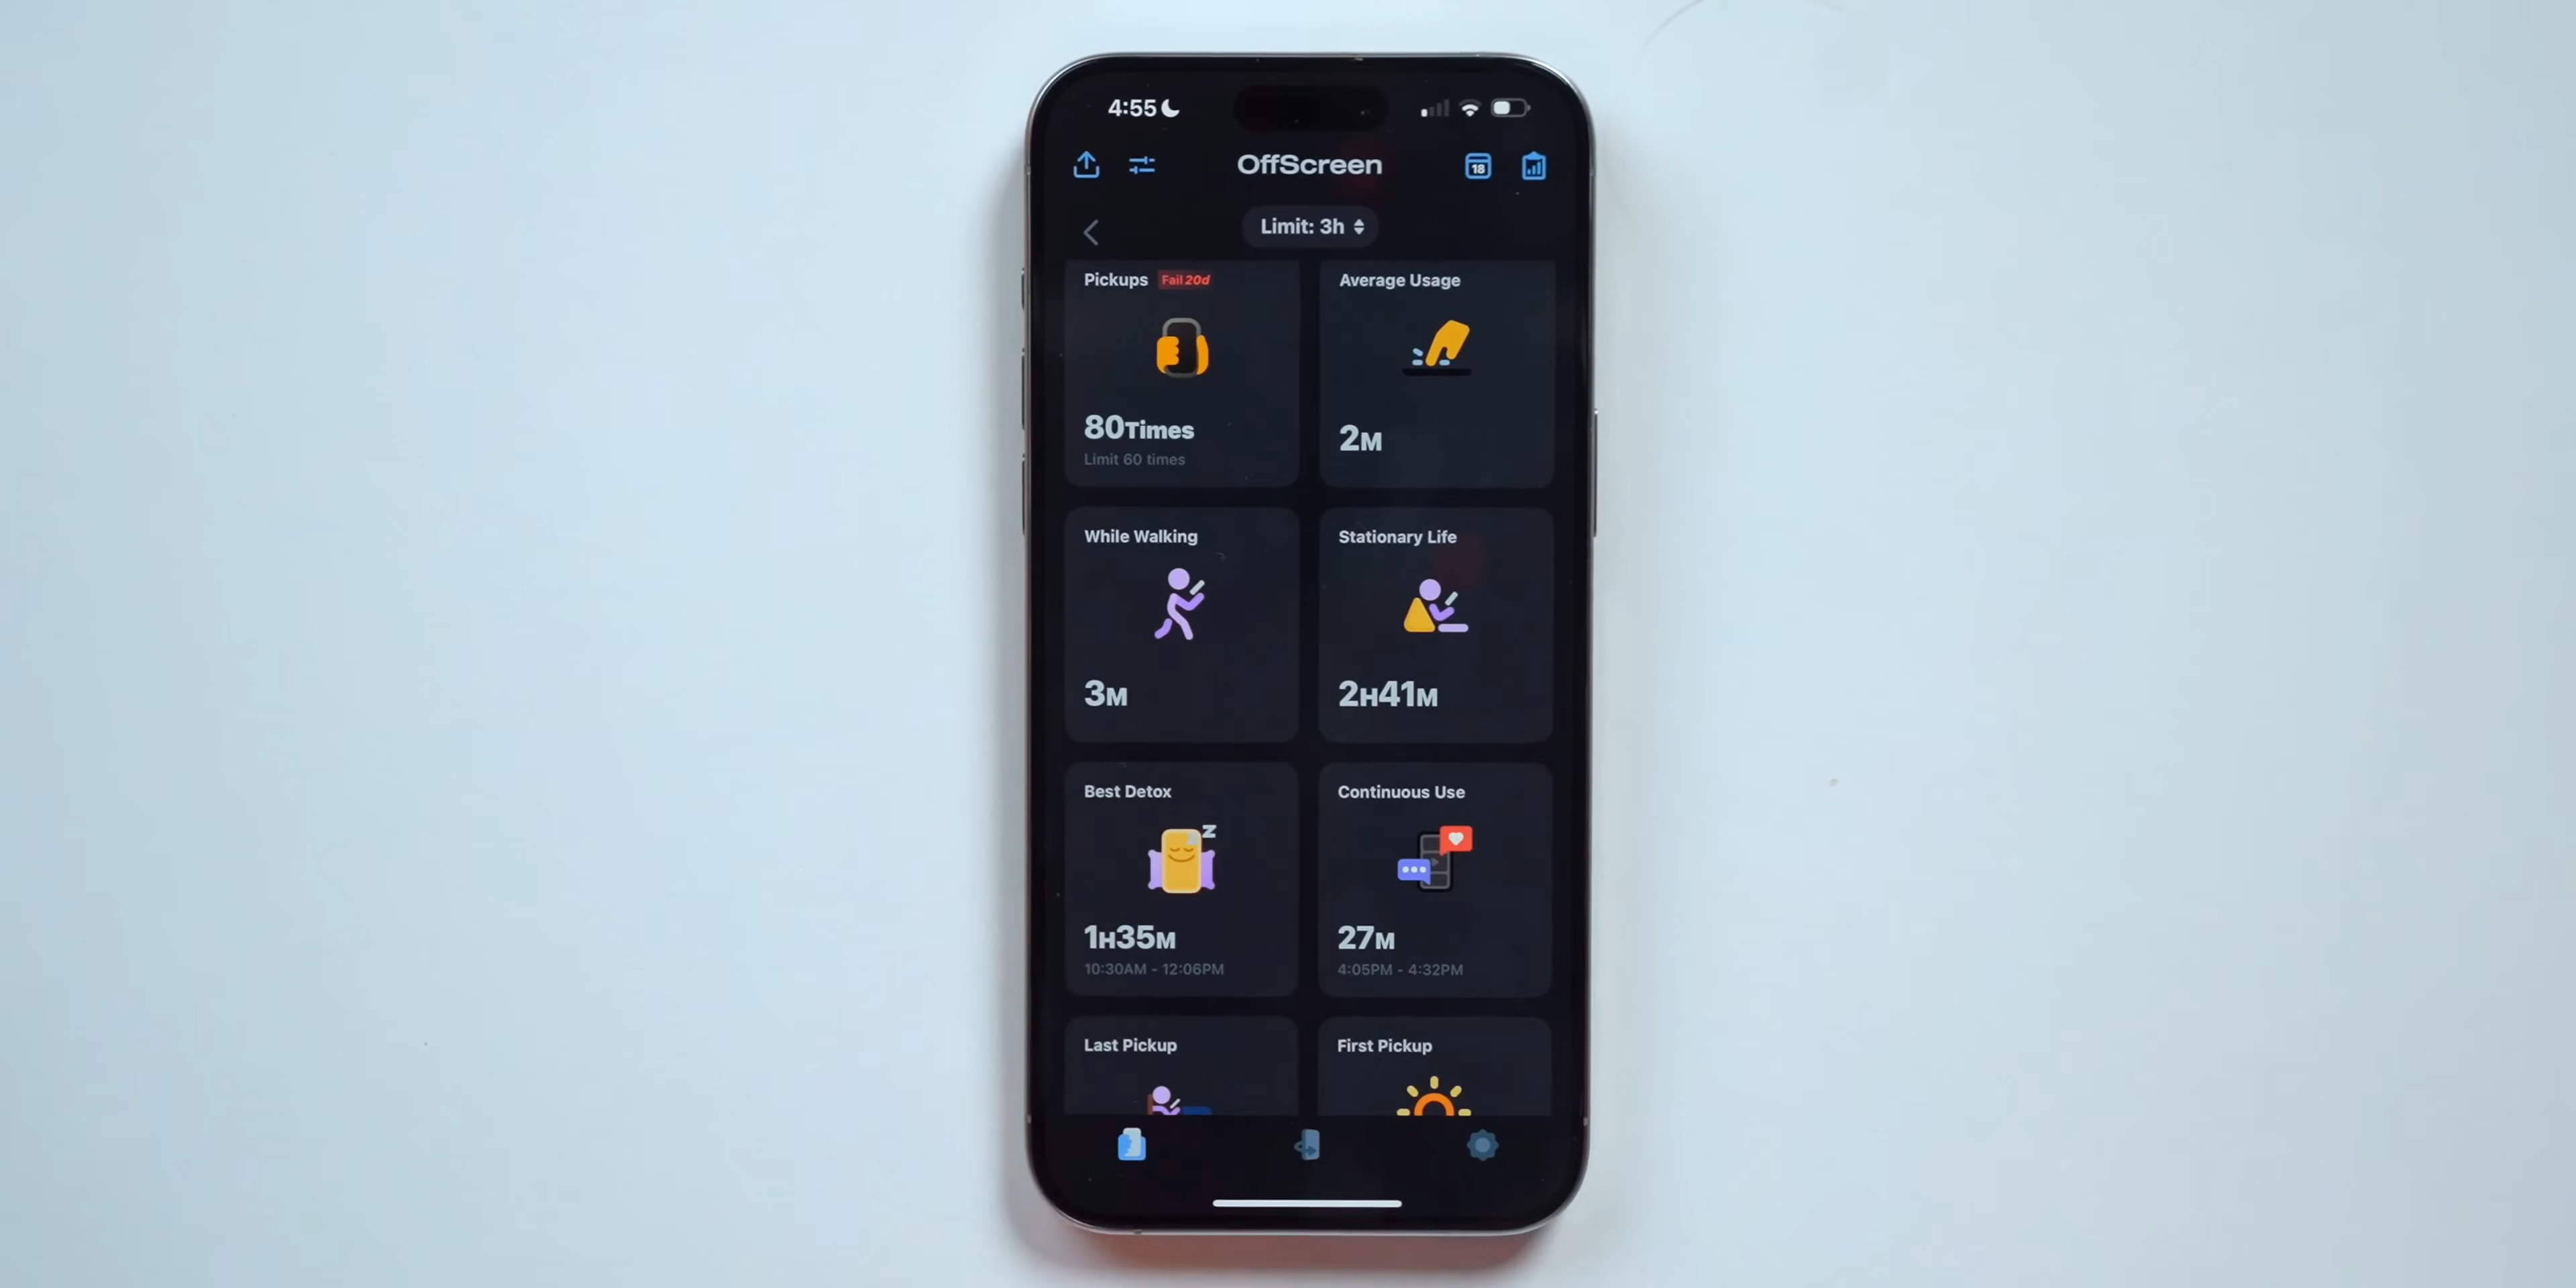 4:55
OffScreen
18
Limit: 3h
Pickups Fail 20d
Average Usage
80Times
Limit 60 times
2M
While Walking
Stationary Life
3M
2H41M
Best Detox
Continuous Use
z
1H35M
10:30AM - 12:06PM
27M
4:05PM - 4:32PM
Last Pickup
First Pickup